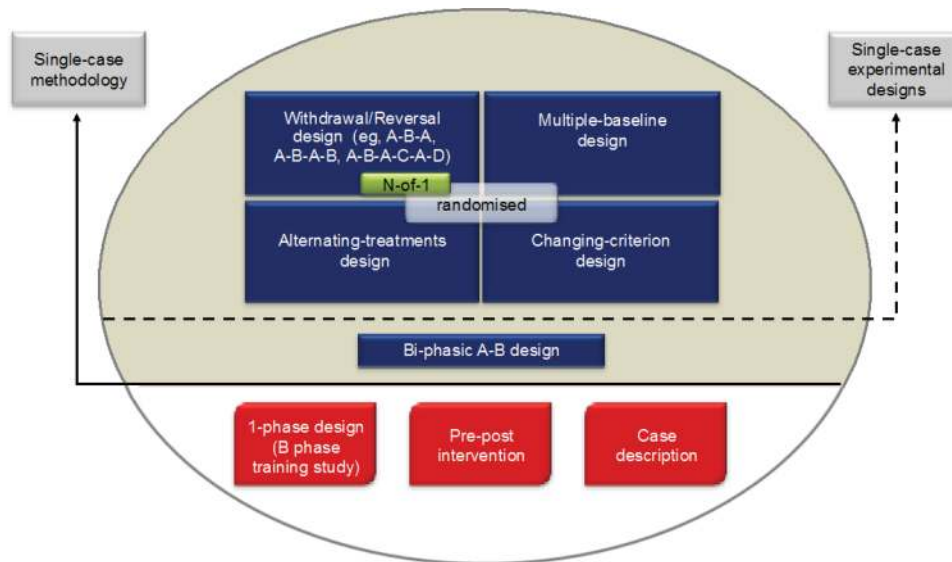 Single-case
methodology
Single-case
experimental
designs
Withdrawal/Reversal
design (eg, A-B-A,
A-B-A-B, A-B-A-C-A-D)
Multiple-baseline
design
N-of-1
randomised
Alternating-treatments
design
Changing-criterion
design
Bi-phasic A-B design
1-phase design
(B phase
training study)
Pre-post
intervention
Case
description